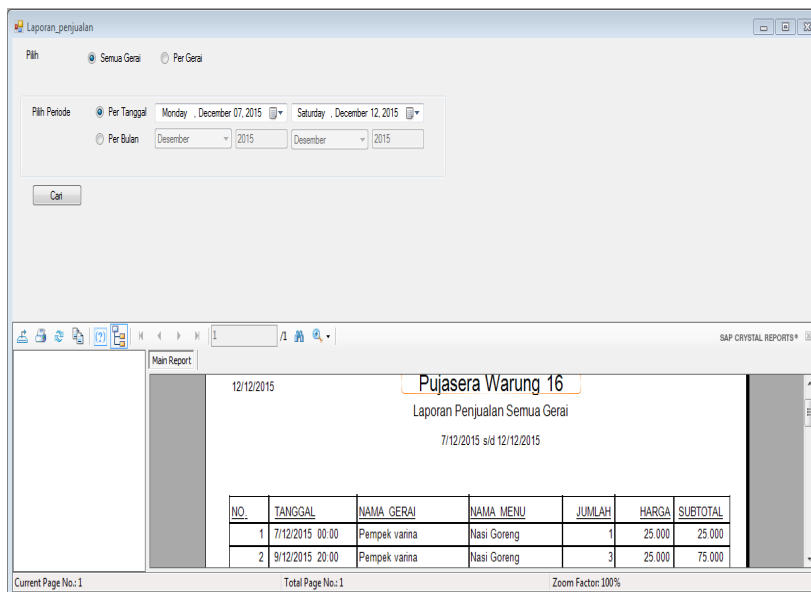 Laporan_penjualan
Pilih Semua Gerai Per Gerai
Pilih Periode Per Tanggal Monday , December 07, 2015 Saturday , December 12, 2015
Per Bulan Desember 2015 Desember 2015
Cari
1 /1 SAP CRYSTAL REPORTS®
Main Report
12/12/2015 Pujasera Warung 16
Laporan Penjualan Semua Gerai
7/12/2015 s/d 12/12/2015
NO. TANGGAL NAMA GERAI NAMA MENU JUMLAH HARGA SUBTOTAL
1 7/12/2015 00:00 Pempek varina Nasi Goreng 1 25.000 25.000
2 9/12/2015 20:00 Pempek varina Nasi Goreng 3 25.000 75.000
Current Page No.: 1 Total Page No.: 1 Zoom Factor: 100%